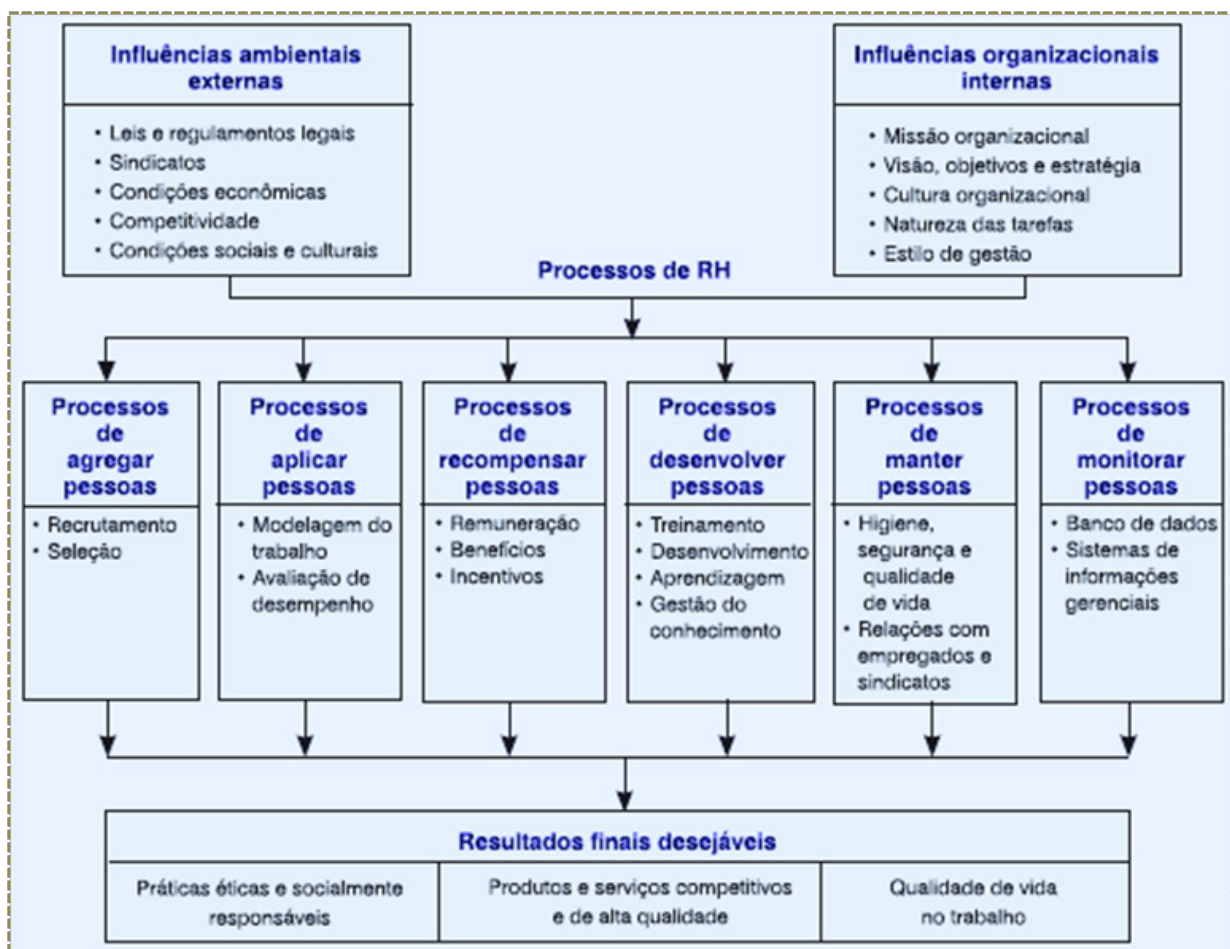 Influências ambientais
externas
• Leis e regulamentos legais
• Sindicatos
• Condições econômicas
• Competitividade
• Condições sociais e culturais
Influências organizacionais
internas
• Missão organizacional
• Visão, objetivos e estratégia
• Cultura organizacional
• Natureza das tarefas
• Estilo de gestão
Processos de RH
Processos
de
agregar
pessoas
• Recrutamento
• Seleção
Processos
de
aplicar
pessoas
• Modelagem do
trabalho
• Avaliação de
desempenho
Processos
de
recompensar
pessoas
• Remuneração
• Benefícios
• Incentivos
Processos
de
desenvolver
pessoas
• Treinamento
• Desenvolvimento
• Aprendizagem
• Gestão do
conhecimento
Processos
de
manter
pessoas
• Higiene,
segurança e
qualidade
de vida
• Relações com
empregados e
sindicatos
Processos
de
monitorar
pessoas
• Banco de dados
• Sistemas de
informações
gerenciais
Resultados finais desejáveis
Práticas éticas e socialmente
responsáveis
Produtos e serviços competitivos
e de alta qualidade
Qualidade de vida
no trabalho